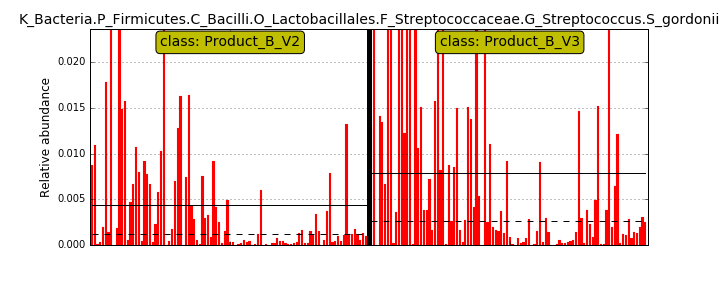 K_Bacteria.P_Firmicutes.C_Bacilli.O_Lactobacillales.F_Streptococcaceae.G_Streptococcus.S_gordonii
class: Product_B_V2
class: Product_B_V3
0.020
0.015
0.010
0.005
0.000
Relative abundance